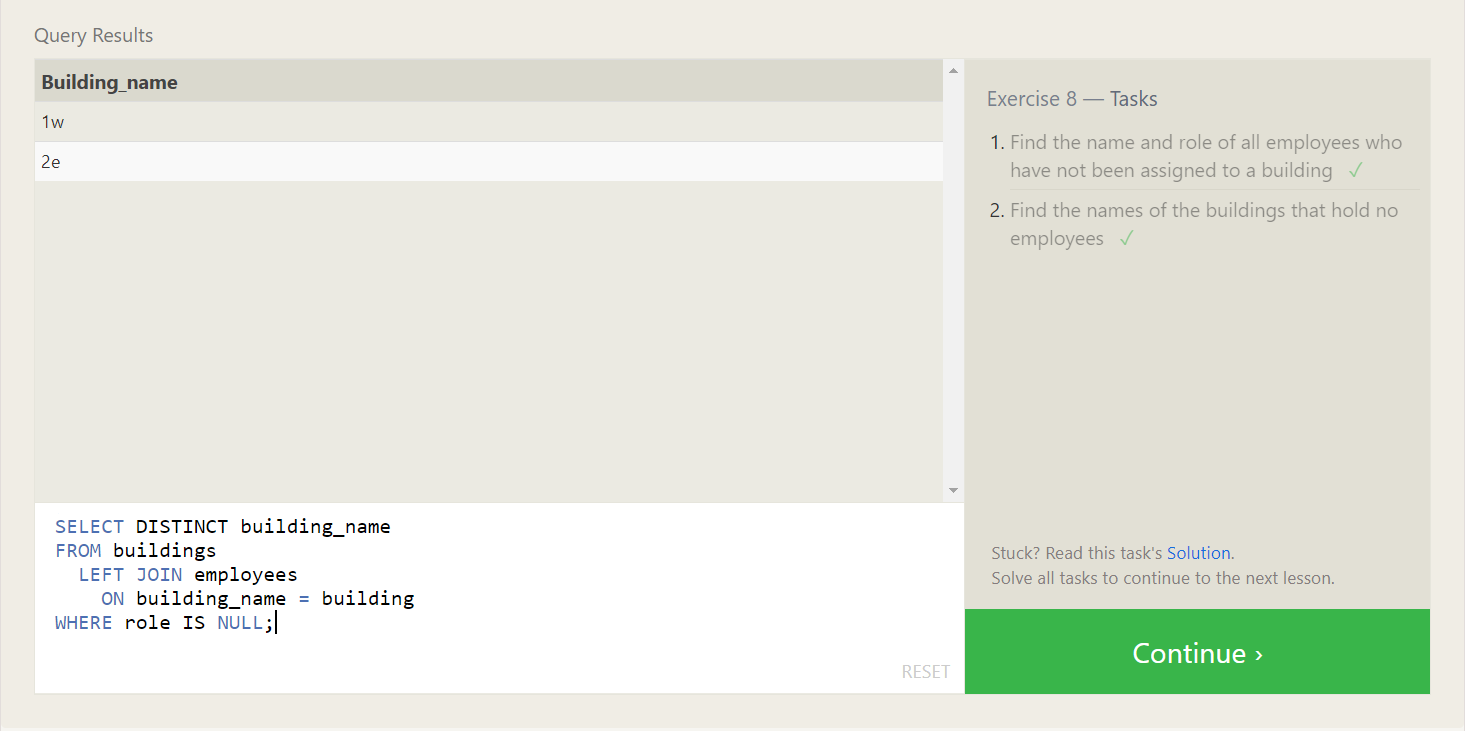 Query Results
Building_name
1w
2e
SELECT DISTINCT building_name
FROM buildings
LEFT JOIN employees
ON building_name = building
WHERE role IS NULL;
RESET
Exercise 8 — Tasks
1. Find the name and role of all employees who
have not been assigned to a building ✓
2. Find the names of the buildings that hold no
employees ✓
Stuck? Read this task's Solution.
Solve all tasks to continue to the next lesson.
Continue ›